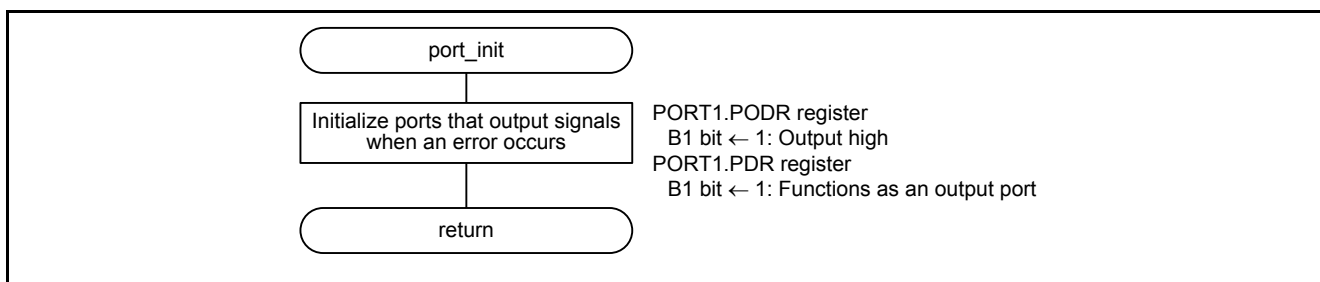 port_init
Initialize ports that output signals
when an error occurs
PORT1.PODR register
B1 bit ← 1: Output high
PORT1.PDR register
B1 bit ← 1: Functions as an output port
return